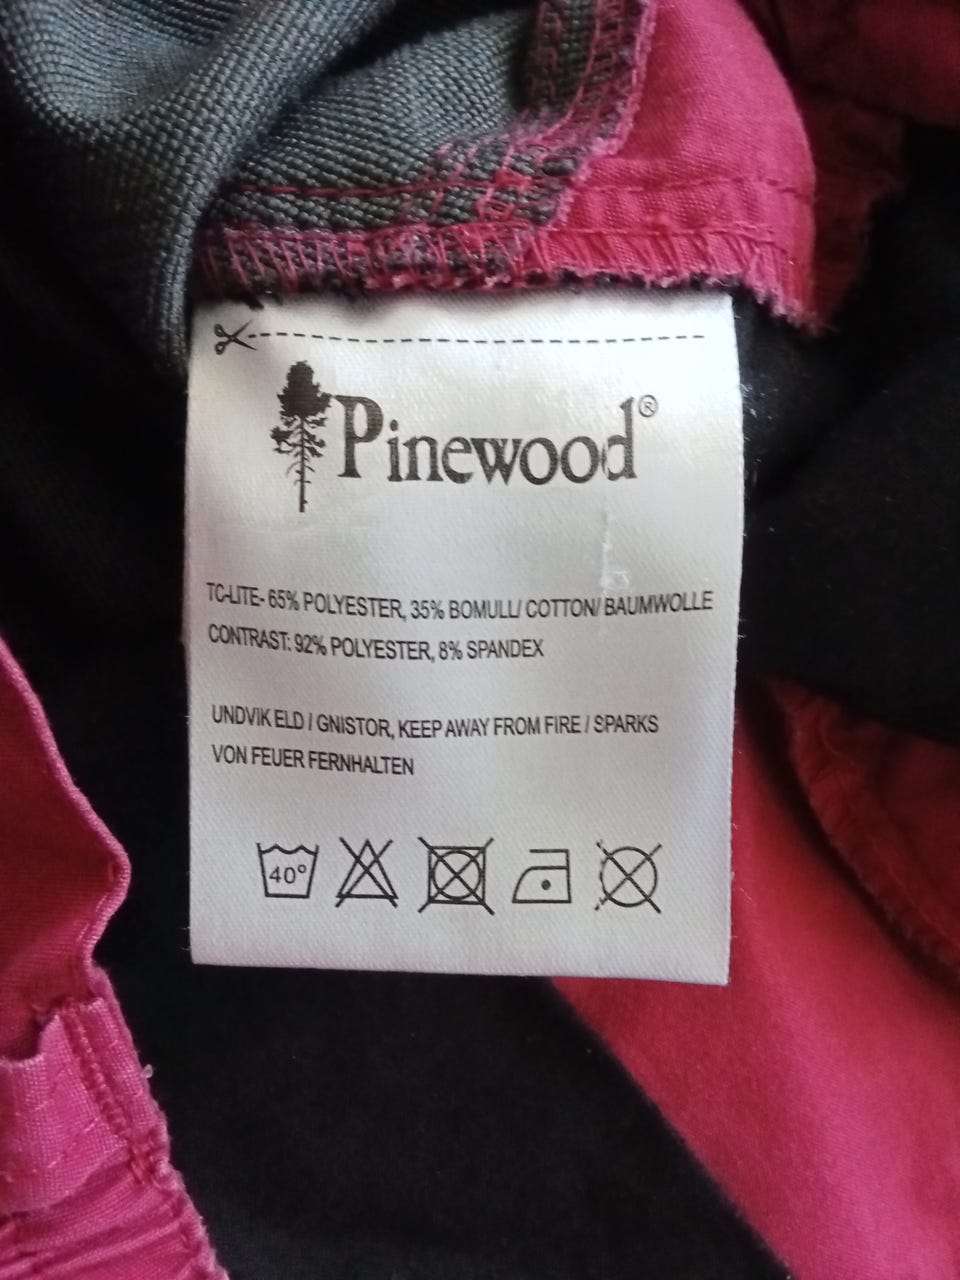 Pinewood®
TC-LITE- 65% POLYESTER, 35% BOMULL/ COTTON/ BAUMWOLLE
CONTRAST: 92% POLYESTER, 8% SPANDEX
UNDVIK ELD / GNISTOR, KEEP AWAY FROM FIRE / SPARKS
VON FEUER FERNHALTEN
40°